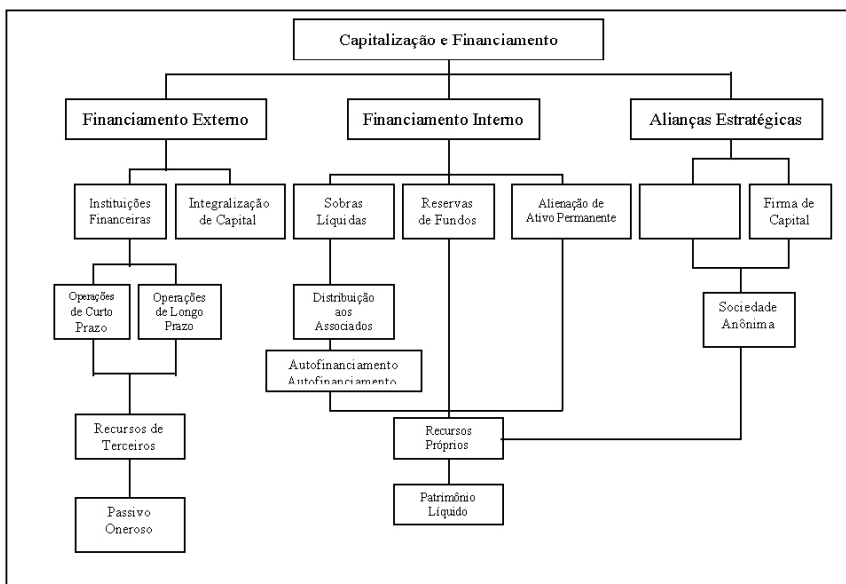 Capitalização e Financiamento
Financiamento Externo
Financiamento Interno
Alianças Estratégicas
Instituições
Financeiras
Integralização
de Capital
Sobras
Líquidas
Reservas
de Fundos
Alienação de
Ativo Permanente
Firma de
Capital
Operações
de Curto
Prazo
Operações
de Longo
Prazo
Distribuição
aos
Associados
Sociedade
Anônima
Autofinanciamento
Autofinanciamento
Recursos de
Terceiros
Recursos
Próprios
Passivo
Oneroso
Patrimônio
Líquido